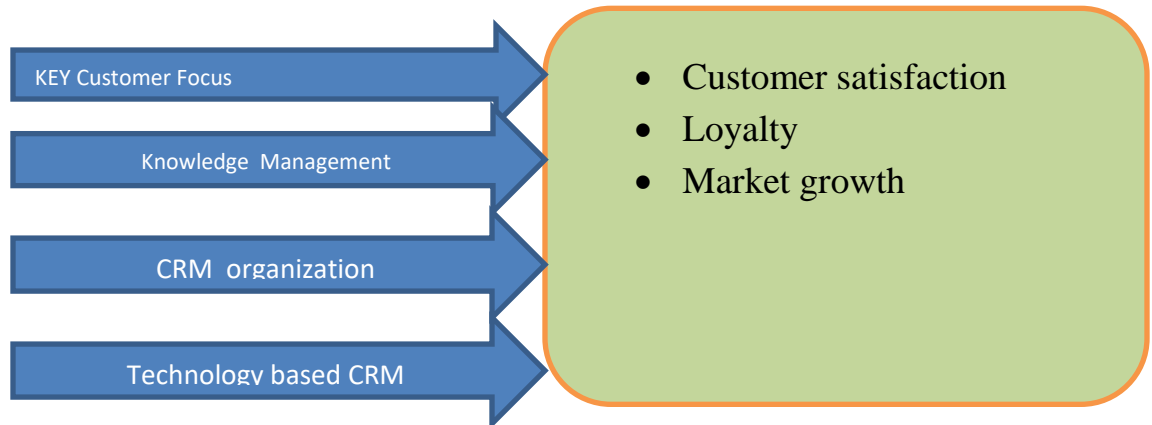 KEY Customer Focus
Knowledge Management
CRM organization
Technology based CRM
• Customer satisfaction
• Loyalty
• Market growth